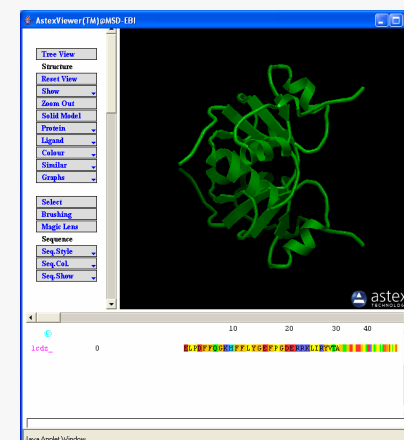 AstexViewer(TM)@MSD-EBI
Tree View
Structure
Reset View
Show
Zoom Out
Solid Model
Protein
Ligand
Colour
Similar
Graphs
Select
Brushing
Magic Lens
Sequence
Seq.Style
Seq.Col.
Seq.Show
astex
TECHNOLOG
©
10 20 30 40
1cdz_ 0
Java Applet Window